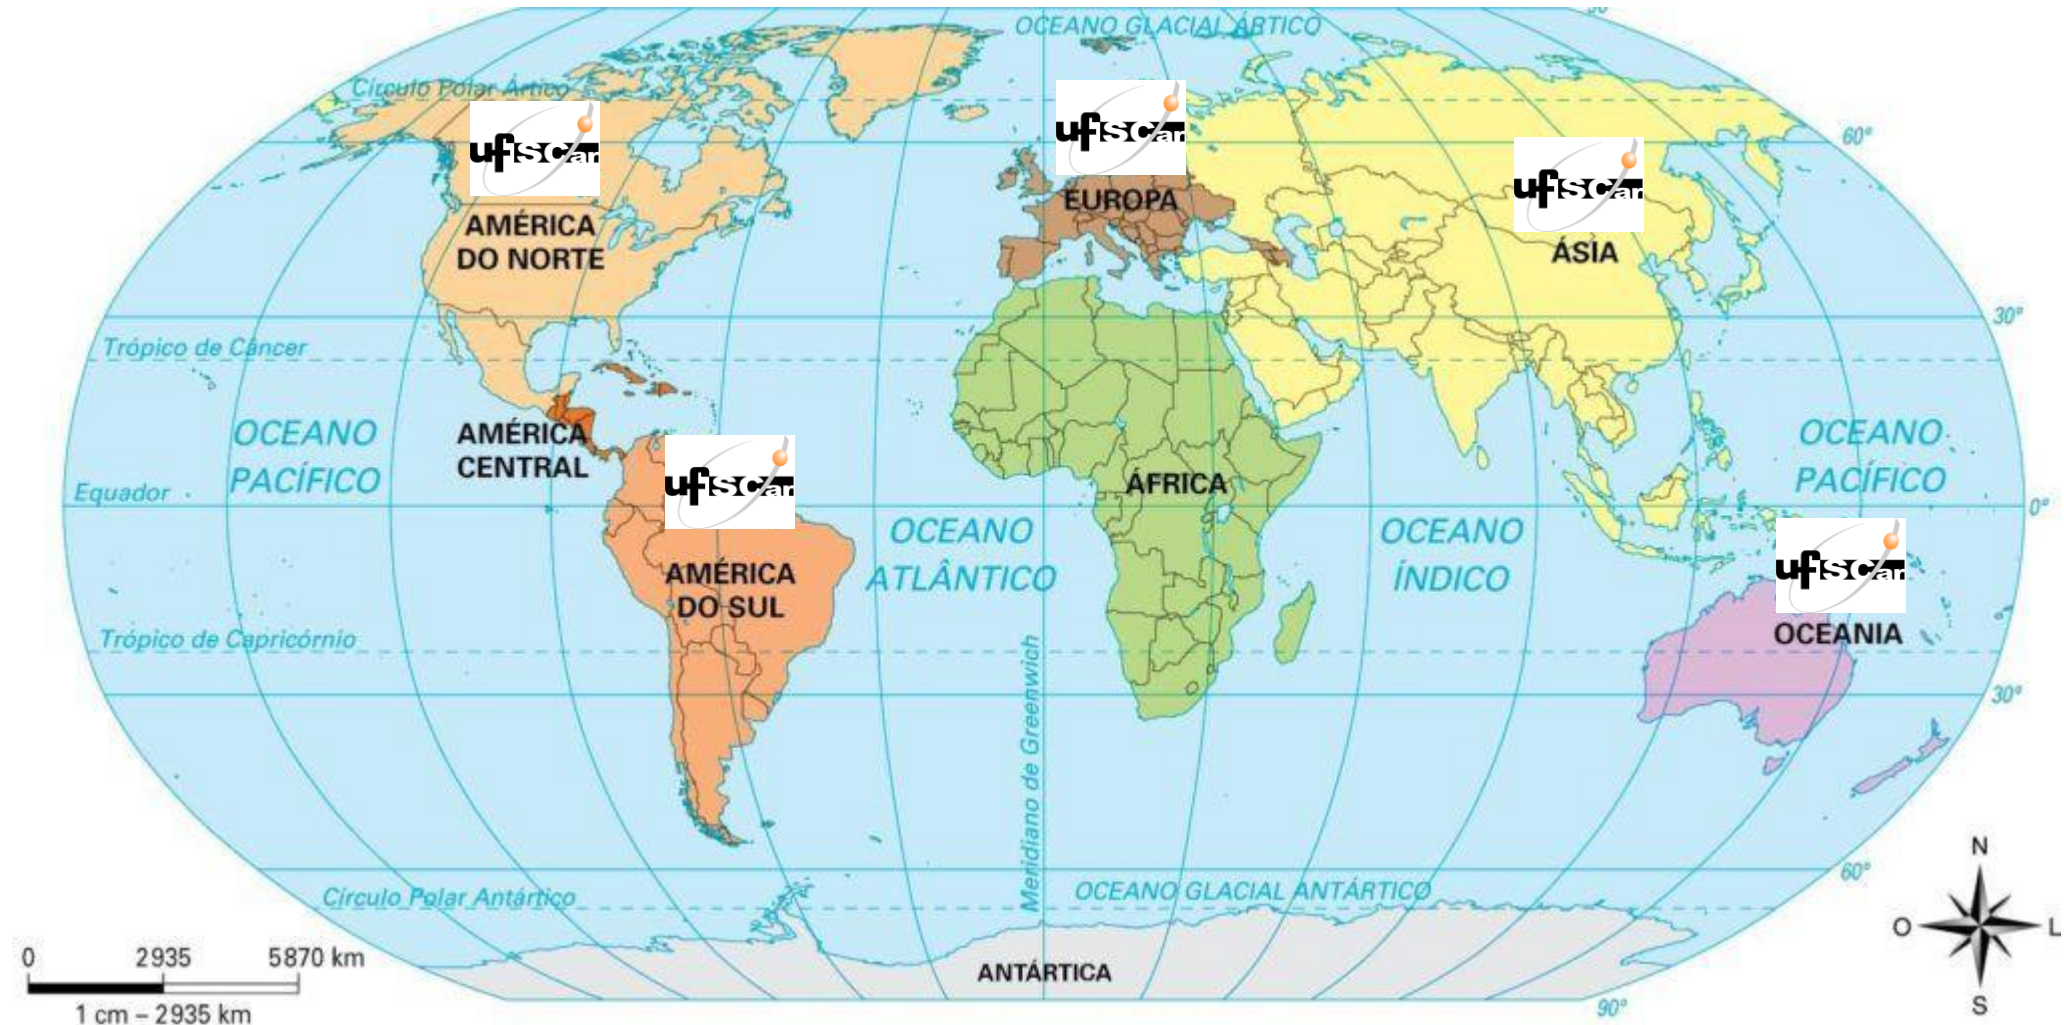 OCEANO GLACIAL ÁRTICO
Círculo Polar Ártico
ufscar
ufscar
60°
ufscar
EUROPA
AMÉRICA
DO NORTE
ÁSIA
30°
Trópico de Câncer
OCEANO
PACÍFICO
AMÉRICA
CENTRAL
OCEANO
PACÍFICO
ufscar
ÁFRICA
Equador
0°
OCEANO
ATLÂNTICO
OCEANO
ÍNDICO
ufscar
AMÉRICA
DO SUL
OCEANIA
Trópico de Capricórnio
30°
Meridiano de Greenwich
N
O
L
S
60°
Círculo Polar Antártico
OCEANO GLACIAL ANTÁRTICO
ANTÁRTICA
0 2935 5870 km
1 cm – 2935 km
90°